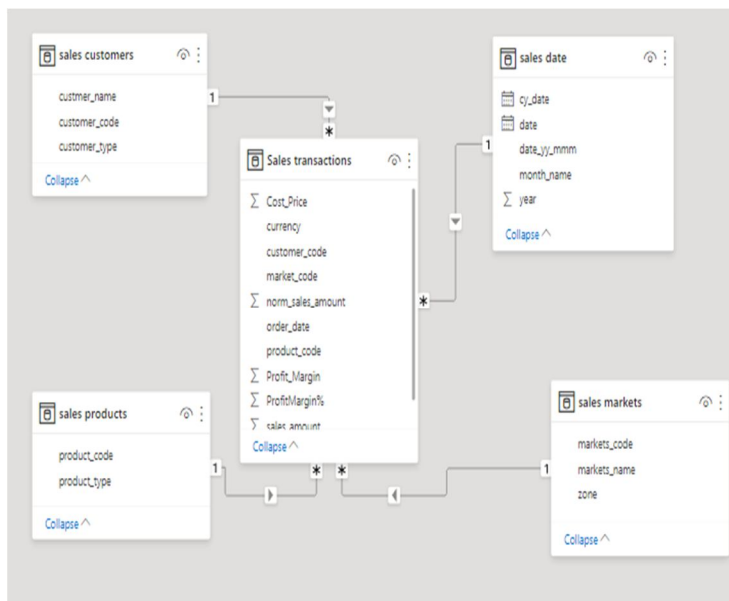 sales customers
custmer_name
customer_code
customer_type
Collapse
1
*
sales date
cy_date
date
date_yy_mmm
month_name
year
Collapse
1
*
Sales transactions
Cost_Price
currency
customer_code
market_code
norm_sales_amount
order_date
product_code
Profit_Margin
ProfitMargin%
sales_amount
Collapse
sales products
product_code
product_type
Collapse
1
*
*
1
sales markets
markets_code
markets_name
zone
Collapse